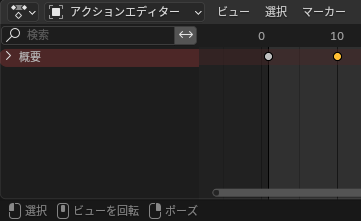 アクションエディター ビュー 選択 マーカー
検索 0 10
概要
選択 ビューを回転 ポーズ